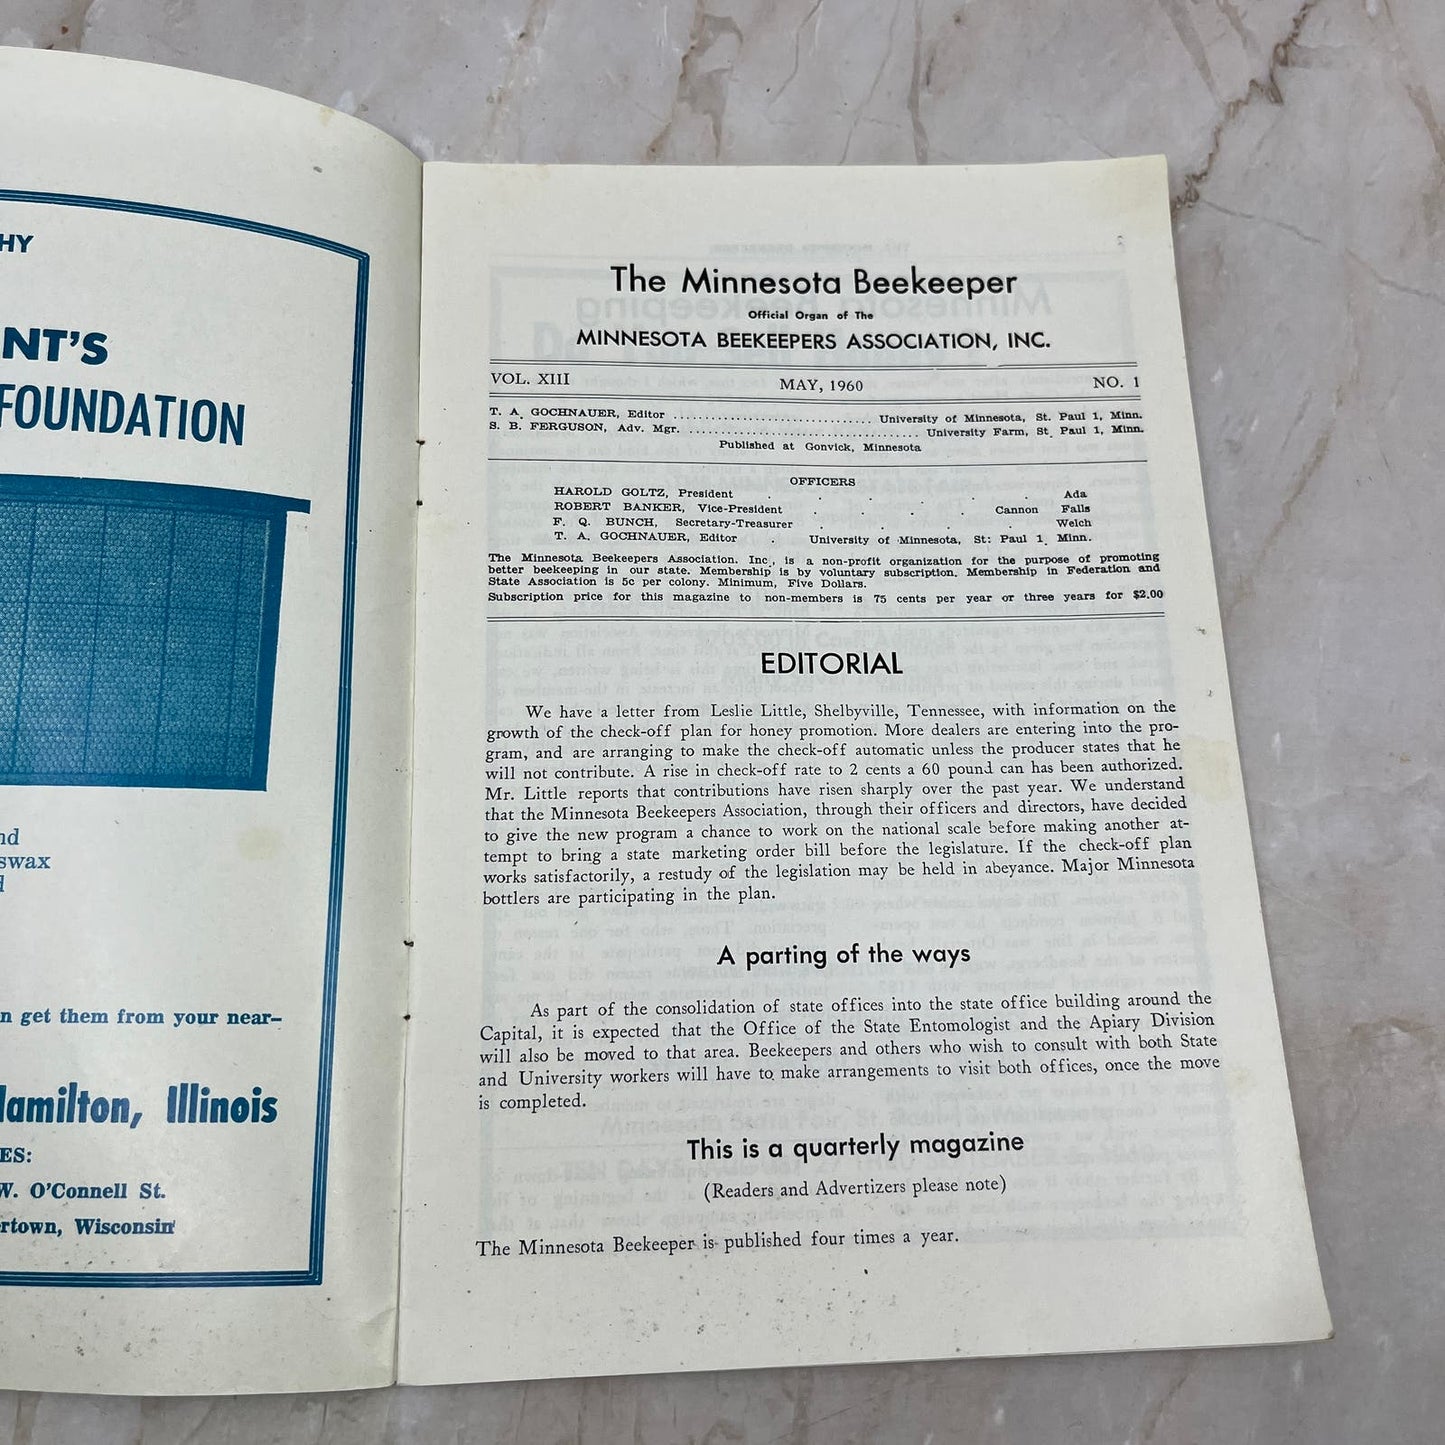 HY
NT'S
FOUNDATION
nd
swax
d
n get them from your near–
Hamilton, Illinois
ES:
W. O'Connell St.
rtown, Wisconsin
The Minnesota Beekeeper
Official Organ of The
MINNESOTA BEEKEEPERS ASSOCIATION, INC.
VOL. XIII MAY, 1960 NO. 1
T. A. GOCHNAUER, Editor .............................. University of Minnesota, St. Paul 1, Minn.
S. B. FERGUSON, Adv. Mgr. ................................... University Farm, St. Paul 1, Minn.
Published at Gonvick, Minnesota
OFFICERS
HAROLD GOLTZ, President . . . . . . Ada
ROBERT BANKER, Vice-President . . . . . Cannon Falls
F. Q. BUNCH, Secretary-Treasurer . . . . . Welch
T. A. GOCHNAUER, Editor . University of Minnesota, St: Paul 1, Minn.
The Minnesota Beekeepers Association. Inc., is a non-profit organization for the purpose of promoting
better beekeeping in our state. Membership is by voluntary subscription. Membership in Federation and
State Association is 5c per colony. Minimum, Five Dollars.
Subscription price for this magazine to non-members is 75 cents per year or three years for $2.00
EDITORIAL
We have a letter from Leslie Little, Shelbyville, Tennessee, with information on the
growth of the check-off plan for honey promotion. More dealers are entering into the pro-
gram, and are arranging to make the check-off automatic unless the producer states that he
will not contribute. A rise in check-off rate to 2 cents a 60 pound can has been authorized.
Mr. Little reports that contributions have risen sharply over the past year. We understand
that the Minnesota Beekeepers Association, through their officers and directors, have decided
to give the new program a chance to work on the national scale before making another at-
tempt to bring a state marketing order bill before the legislature. If the check-off plan
works satisfactorily, a restudy of the legislation may be held in abeyance. Major Minnesota
bottlers are participating in the plan.
A parting of the ways
As part of the consolidation of state offices into the state office building around the
Capital, it is expected that the Office of the State Entomologist and the Apiary Division
will also be moved to that area. Beekeepers and others who wish to consult with both State
and University workers will have to make arrangements to visit both offices, once the move
is completed.
This is a quarterly magazine
(Readers and Advertizers please note)
The Minnesota Beekeeper is published four times a year.